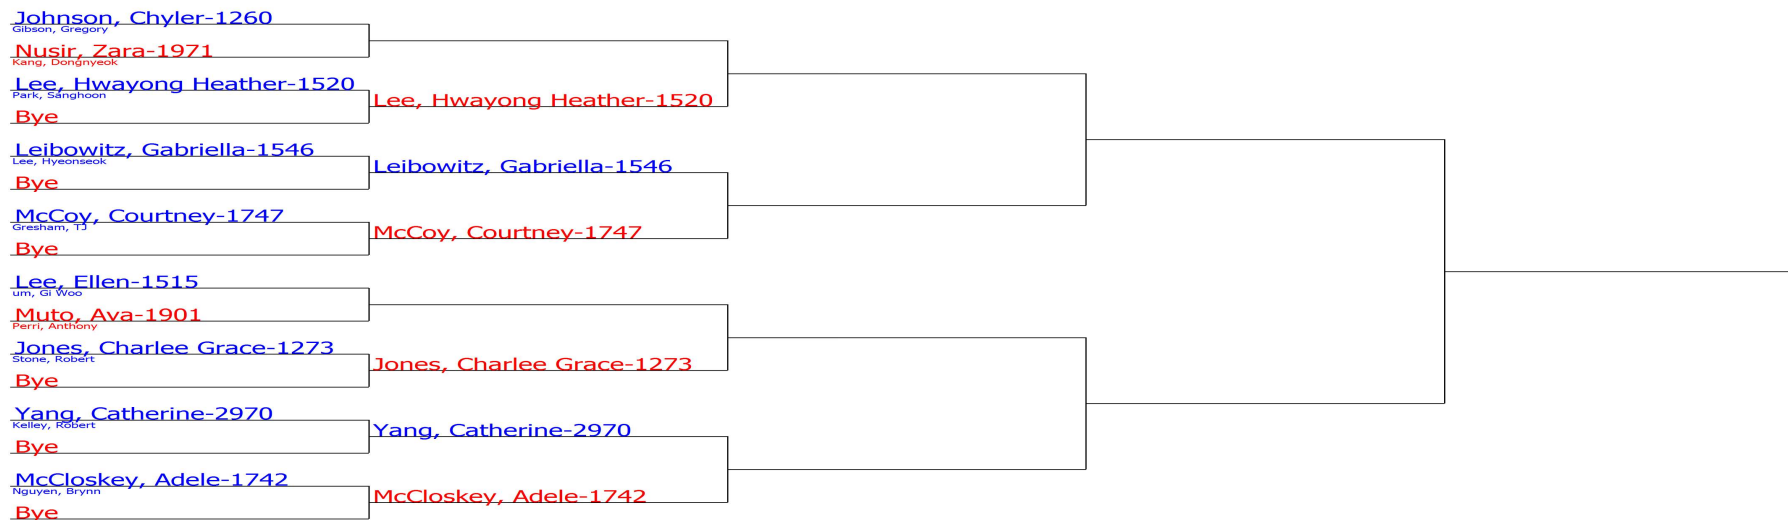 Johnson, Chyler-1260
Gibson, Gregory
Nusir, Zara-1971
Kang, Dongnyeok
Lee, Hwayong Heather-1520
Park, Sanghoon
Bye
Leibowitz, Gabriella-1546
Lee, Hyeonseok
Bye
McCoy, Courtney-1747
Gresham, TJ
Bye
Lee, Ellen-1515
um, Gi Woo
Muto, Ava-1901
Perri, Anthony
Jones, Charlee Grace-1273
Stone, Robert
Bye
Yang, Catherine-2970
Kelley, Robert
Bye
McCloskey, Adele-1742
Nguyen, Brynn
Bye
Lee, Hwayong Heather-1520
Leibowitz, Gabriella-1546
McCoy, Courtney-1747
Jones, Charlee Grace-1273
Yang, Catherine-2970
McCloskey, Adele-1742